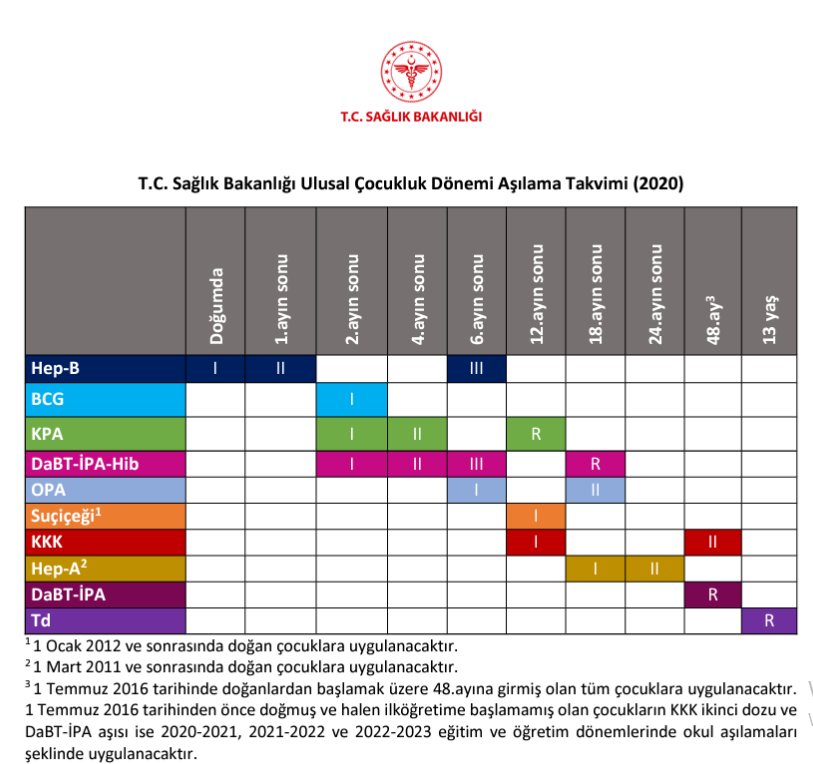 T.C. SAĞLIK BAKANLIĞI
T.C. Sağlık Bakanlığı Ulusal Çocukluk Dönemi Aşılama Takvimi (2020)
Doğumda 1.ayın sonu 2.ayın sonu 4.ayın sonu 6.ayın sonu 12.ayın sonu 18.ayın sonu 24.ayın sonu 48.ay³ 13 yaş
Hep-B I II III
BCG I
KPA I II R
DaBT-İPA-Hib I II III R
OPA I II
Suçiçeği¹ I
KKK I II
Hep-A² I II
DaBT-İPA R
Td R
¹ 1 Ocak 2012 ve sonrasında doğan çocuklara uygulanacaktır.
² 1 Mart 2011 ve sonrasında doğan çocuklara uygulanacaktır.
³ 1 Temmuz 2016 tarihinde doğanlardan başlamak üzere 48.ayına girmiş olan tüm çocuklara uygulanacaktır.
1 Temmuz 2016 tarihinden önce doğmuş ve halen ilköğretime başlamamış olan çocukların KKK ikinci dozu ve
DaBT-İPA aşısı ise 2020-2021, 2021-2022 ve 2022-2023 eğitim ve öğretim dönemlerinde okul aşılamaları
şeklinde uygulanacaktır.